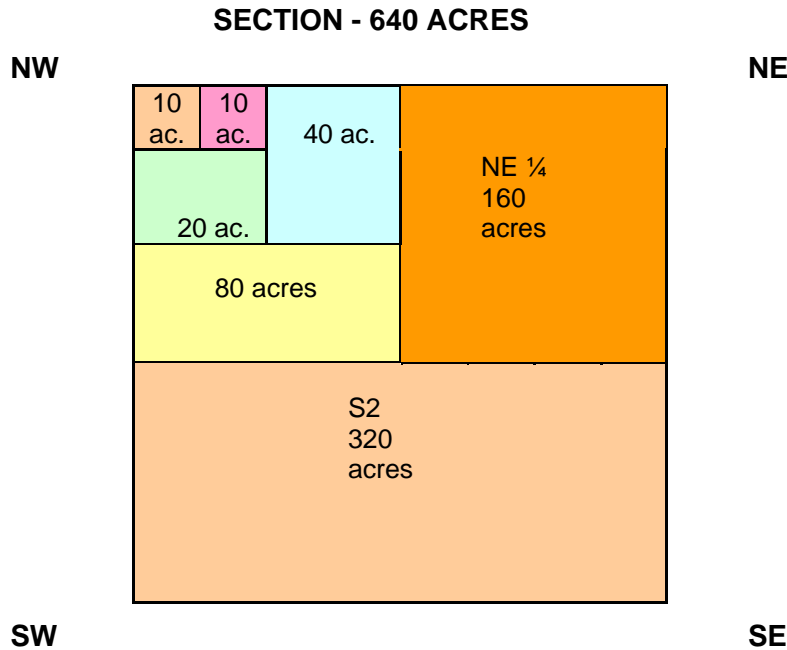 SECTION - 640 ACRES
NW
NE
10
ac.
10
ac.
40 ac.
NE ¼
160
acres
20 ac.
80 acres
S2
320
acres
SW
SE